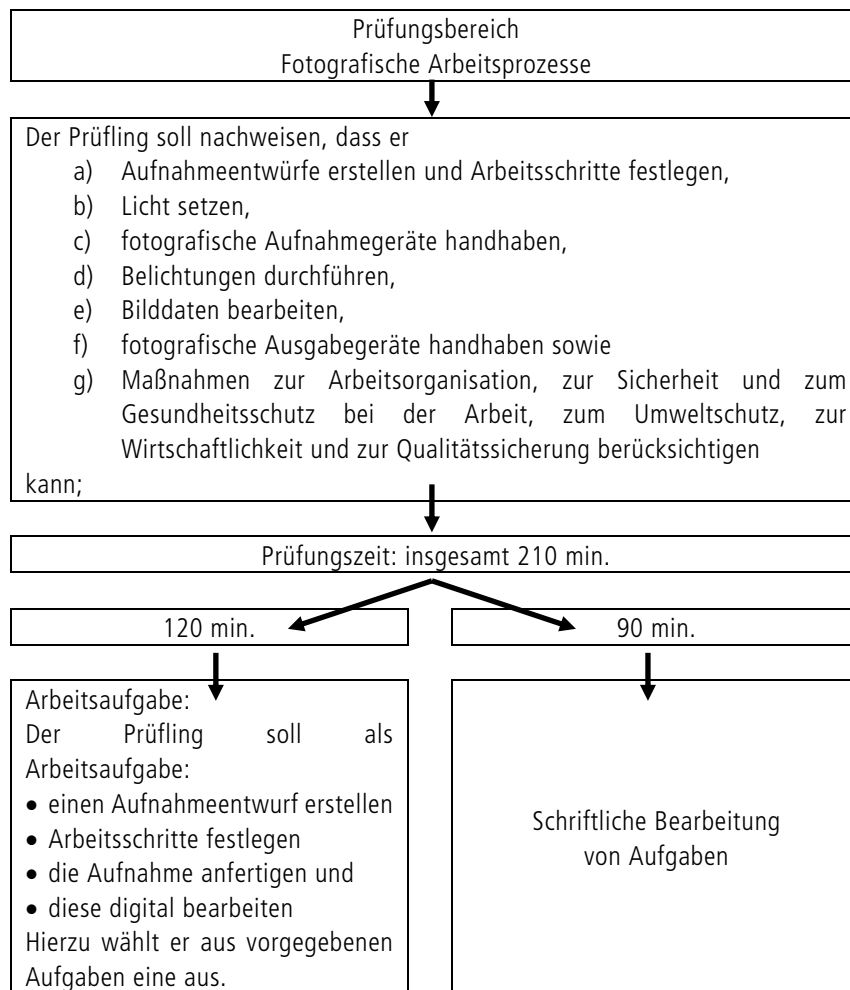 Prüfungsbereich
Fotografische Arbeitsprozesse
Der Prüfling soll nachweisen, dass er
a) Aufnahmeentwürfe erstellen und Arbeitsschritte festlegen,
b) Licht setzen,
c) fotografische Aufnahmegeräte handhaben,
d) Belichtungen durchführen,
e) Bilddaten bearbeiten,
f) fotografische Ausgabegeräte handhaben sowie
g) Maßnahmen zur Arbeitsorganisation, zur Sicherheit und zum
Gesundheitsschutz bei der Arbeit, zum Umweltschutz, zur
Wirtschaftlichkeit und zur Qualitätssicherung berücksichtigen
kann;
Prüfungszeit: insgesamt 210 min.
120 min.
90 min.
Arbeitsaufgabe:
Der Prüfling soll als
Arbeitsaufgabe:
• einen Aufnahmeentwurf erstellen
• Arbeitsschritte festlegen
• die Aufnahme anfertigen und
• diese digital bearbeiten
Hierzu wählt er aus vorgegebenen
Aufgaben eine aus.
Schriftliche Bearbeitung
von Aufgaben